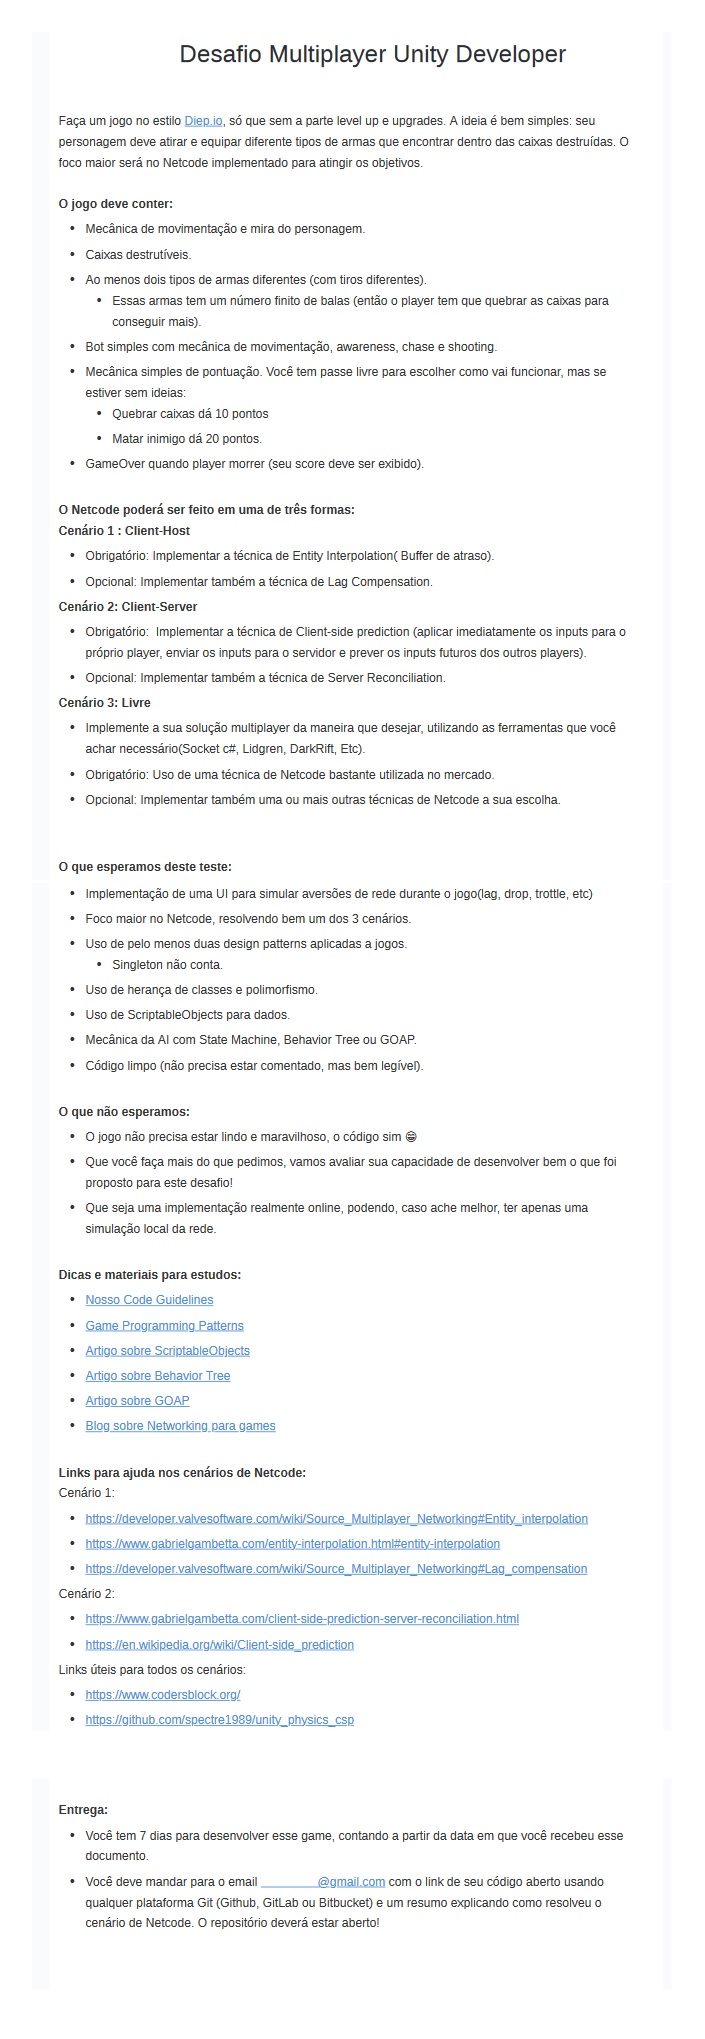 Desafio Multiplayer Unity Developer
Faça um jogo no estilo Diep.io, só que sem a parte level up e upgrades. A ideia é bem simples: seu
personagem deve atirar e equipar diferente tipos de armas que encontrar dentro das caixas destruídas. O
foco maior será no Netcode implementado para atingir os objetivos.
O jogo deve conter:
• Mecânica de movimentação e mira do personagem.
• Caixas destrutíveis.
• Ao menos dois tipos de armas diferentes (com tiros diferentes).
• Essas armas tem um número finito de balas (então o player tem que quebrar as caixas para
conseguir mais).
• Bot simples com mecânica de movimentação, awareness, chase e shooting.
• Mecânica simples de pontuação. Você tem passe livre para escolher como vai funcionar, mas se
estiver sem ideias:
• Quebrar caixas dá 10 pontos
• Matar inimigo dá 20 pontos.
• GameOver quando player morrer (seu score deve ser exibido).
O Netcode poderá ser feito em uma de três formas:
Cenário 1 : Client-Host
• Obrigatório: Implementar a técnica de Entity Interpolation( Buffer de atraso).
• Opcional: Implementar também a técnica de Lag Compensation.
Cenário 2: Client-Server
• Obrigatório:  Implementar a técnica de Client-side prediction (aplicar imediatamente os inputs para o
próprio player, enviar os inputs para o servidor e prever os inputs futuros dos outros players).
• Opcional: Implementar também a técnica de Server Reconciliation.
Cenário 3: Livre
• Implemente a sua solução multiplayer da maneira que desejar, utilizando as ferramentas que você
achar necessário(Socket c#, Lidgren, DarkRift, Etc).
• Obrigatório: Uso de uma técnica de Netcode bastante utilizada no mercado.
• Opcional: Implementar também uma ou mais outras técnicas de Netcode a sua escolha.
O que esperamos deste teste:
• Implementação de uma UI para simular aversões de rede durante o jogo(lag, drop, trottle, etc)
• Foco maior no Netcode, resolvendo bem um dos 3 cenários.
• Uso de pelo menos duas design patterns aplicadas a jogos.
• Singleton não conta.
• Uso de herança de classes e polimorfismo.
• Uso de ScriptableObjects para dados.
• Mecânica da AI com State Machine, Behavior Tree ou GOAP.
• Código limpo (não precisa estar comentado, mas bem legível).
O que não esperamos:
• O jogo não precisa estar lindo e maravilhoso, o código sim 😁
• Que você faça mais do que pedimos, vamos avaliar sua capacidade de desenvolver bem o que foi
proposto para este desafio!
• Que seja uma implementação realmente online, podendo, caso ache melhor, ter apenas uma
simulação local da rede.
Dicas e materiais para estudos:
• Nosso Code Guidelines
• Game Programming Patterns
• Artigo sobre ScriptableObjects
• Artigo sobre Behavior Tree
• Artigo sobre GOAP
• Blog sobre Networking para games
Links para ajuda nos cenários de Netcode:
Cenário 1:
• https://developer.valvesoftware.com/wiki/Source_Multiplayer_Networking#Entity_interpolation
• https://www.gabrielgambetta.com/entity-interpolation.html#entity-interpolation
• https://developer.valvesoftware.com/wiki/Source_Multiplayer_Networking#Lag_compensation
Cenário 2:
• https://www.gabrielgambetta.com/client-side-prediction-server-reconciliation.html
• https://en.wikipedia.org/wiki/Client-side_prediction
Links úteis para todos os cenários:
• https://www.codersblock.org/
• https://github.com/spectre1989/unity_physics_csp
Entrega:
• Você tem 7 dias para desenvolver esse game, contando a partir da data em que você recebeu esse
documento.
• Você deve mandar para o email @gmail.com com o link de seu código aberto usando
qualquer plataforma Git (Github, GitLab ou Bitbucket) e um resumo explicando como resolveu o
cenário de Netcode. O repositório deverá estar aberto!